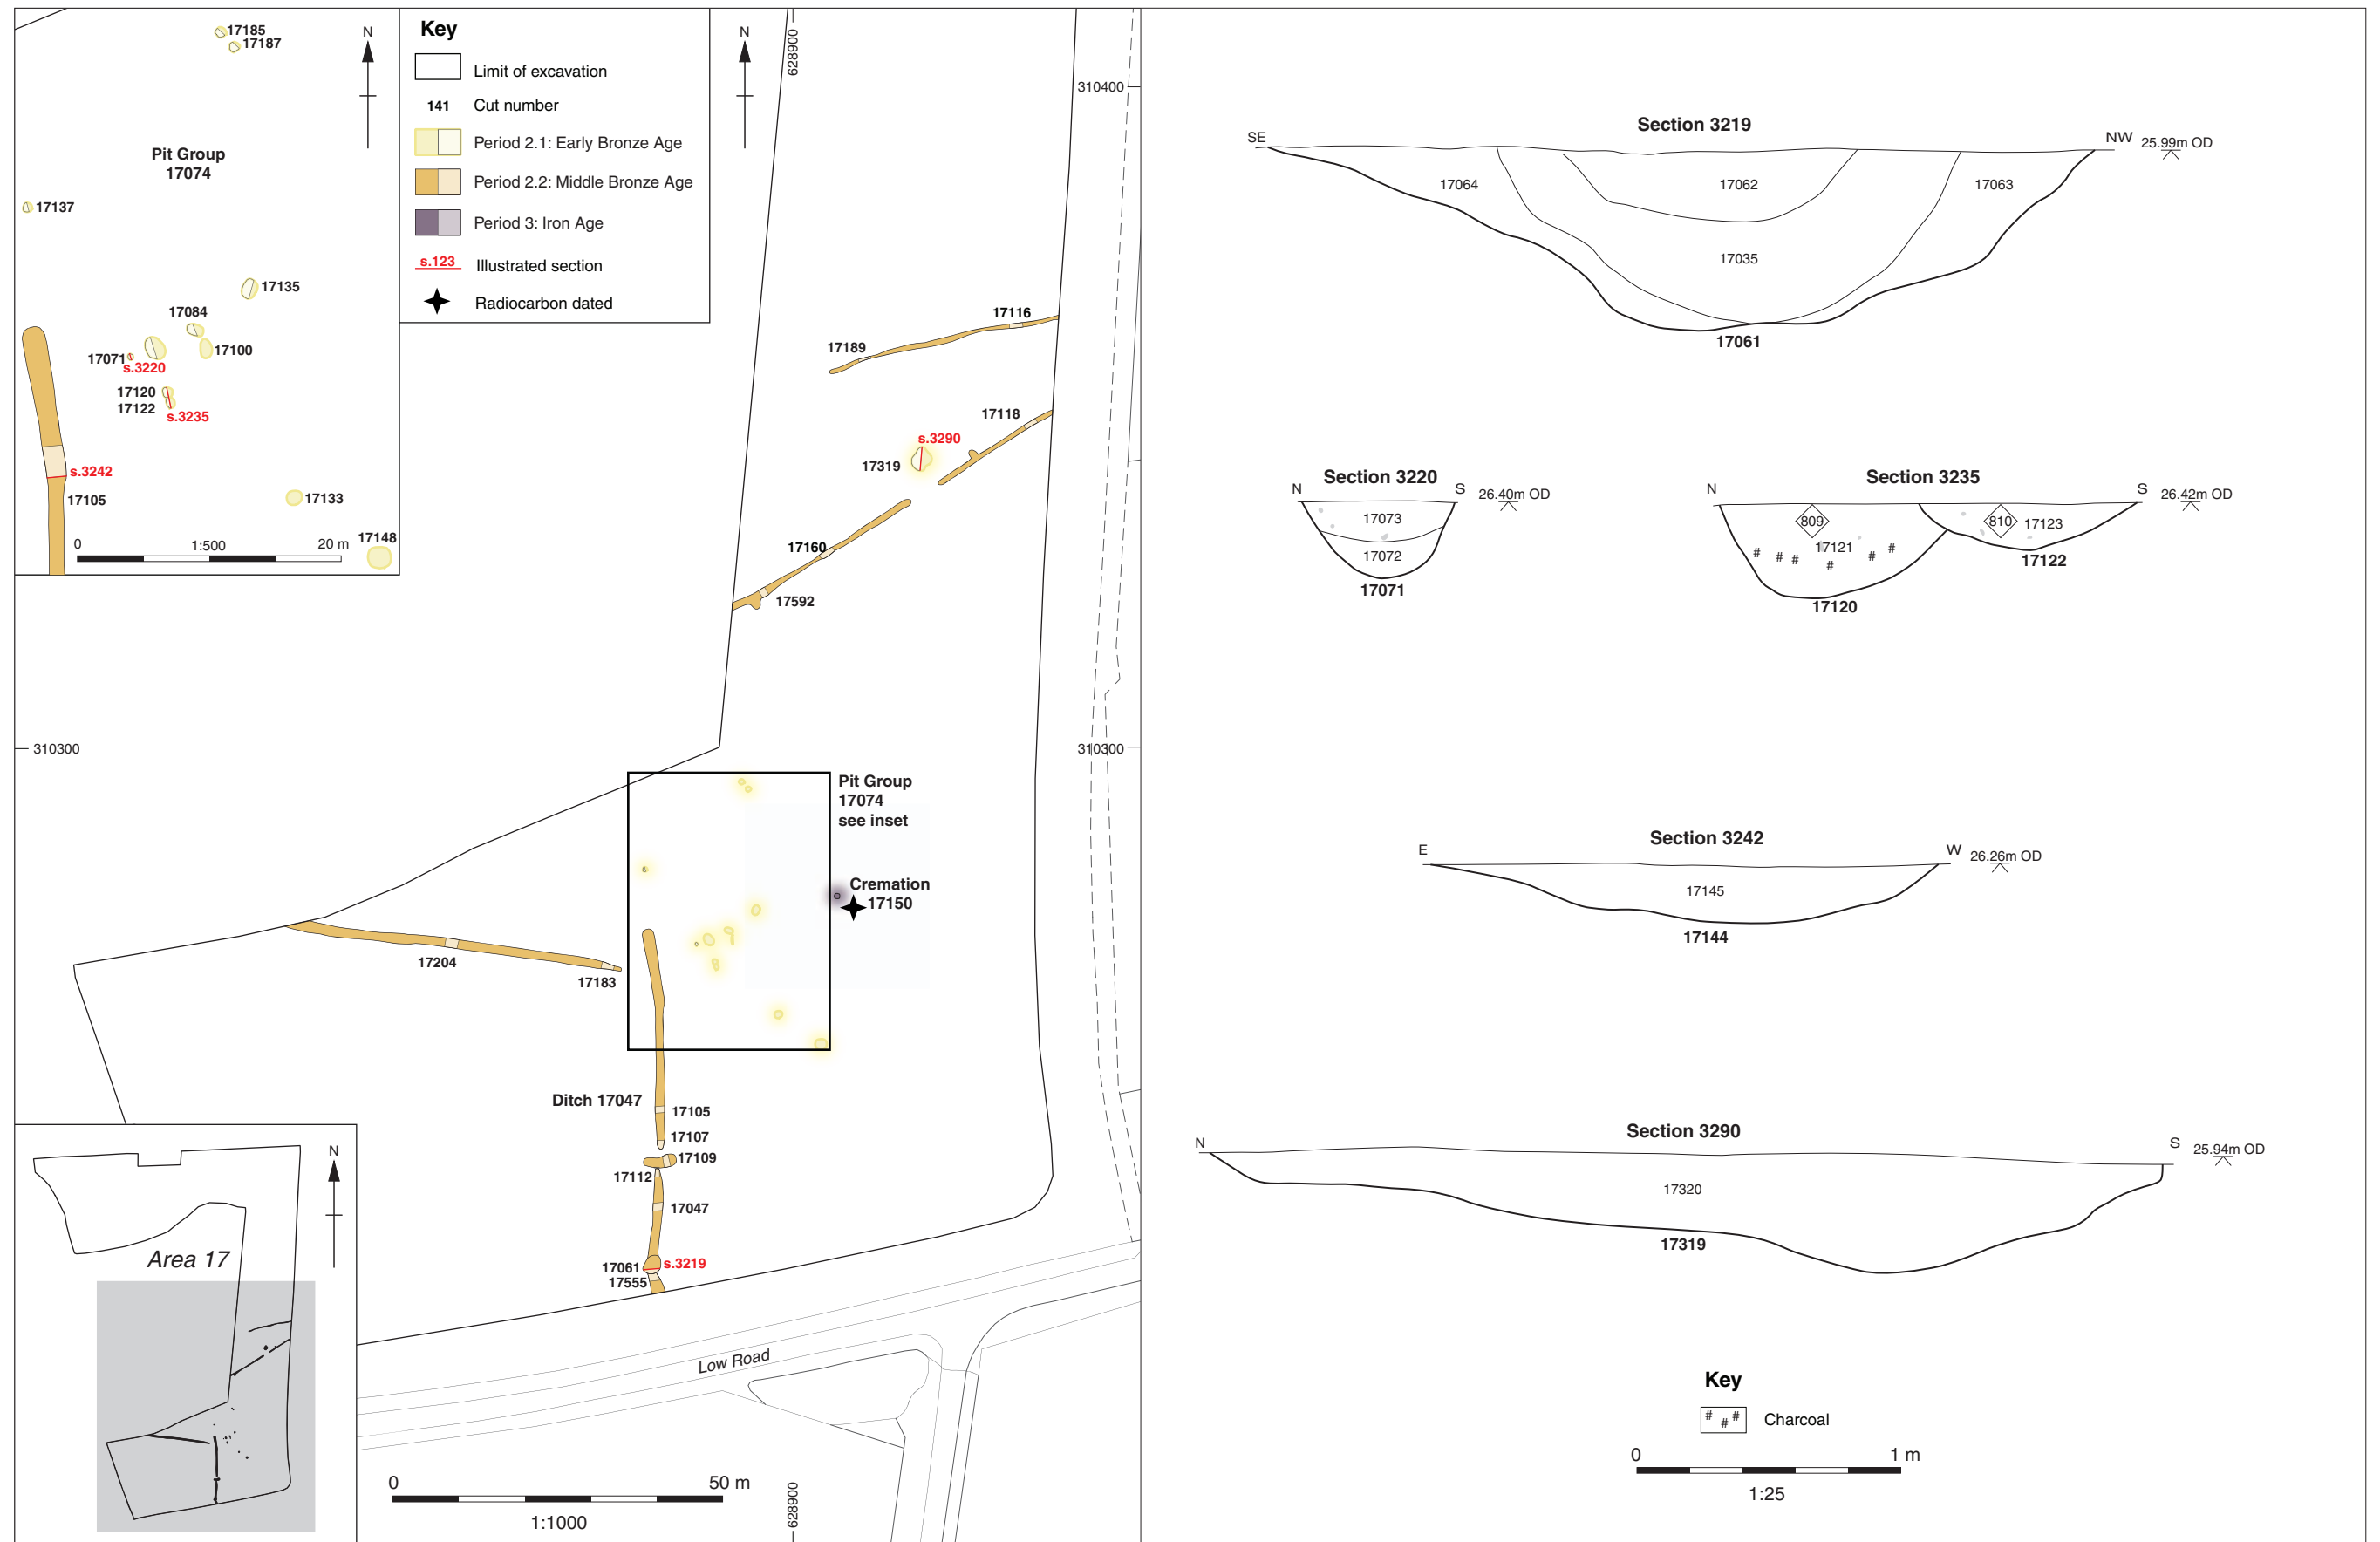 17185
17187
N
Pit Group
17074
17137
17135
17084
17100
17071
s.3220
17120
17122
s.3235
s.3242
17105
17133
17148
0
1:500
20 m
Key
Limit of excavation
141
Cut number
Period 2.1: Early Bronze Age
Period 2.2: Middle Bronze Age
Period 3: Iron Age
s.123
Illustrated section
Radiocarbon dated
N
628900
310400
17116
17189
17118
s.3290
17319
17160
17592
310300
310300
Pit Group
17074
see inset
Cremation
17150
17204
17183
Ditch 17047
17105
17107
17109
17112
17047
17061
s.3219
17555
N
Area 17
Low Road
0
50 m
1:1000
628900
Section 3219
SE
NW
25.99m OD
17064
17062
17063
17035
17061
Section 3220
N
S
26.40m OD
17073
17072
17071
Section 3235
N
S
26.42m OD
809
810
17123
17121
# # # # # #
17122
17120
Section 3242
E
W
26.26m OD
17145
17144
Section 3290
N
S
25.94m OD
17320
17319
Key
# # #
Charcoal
0
1 m
1:25